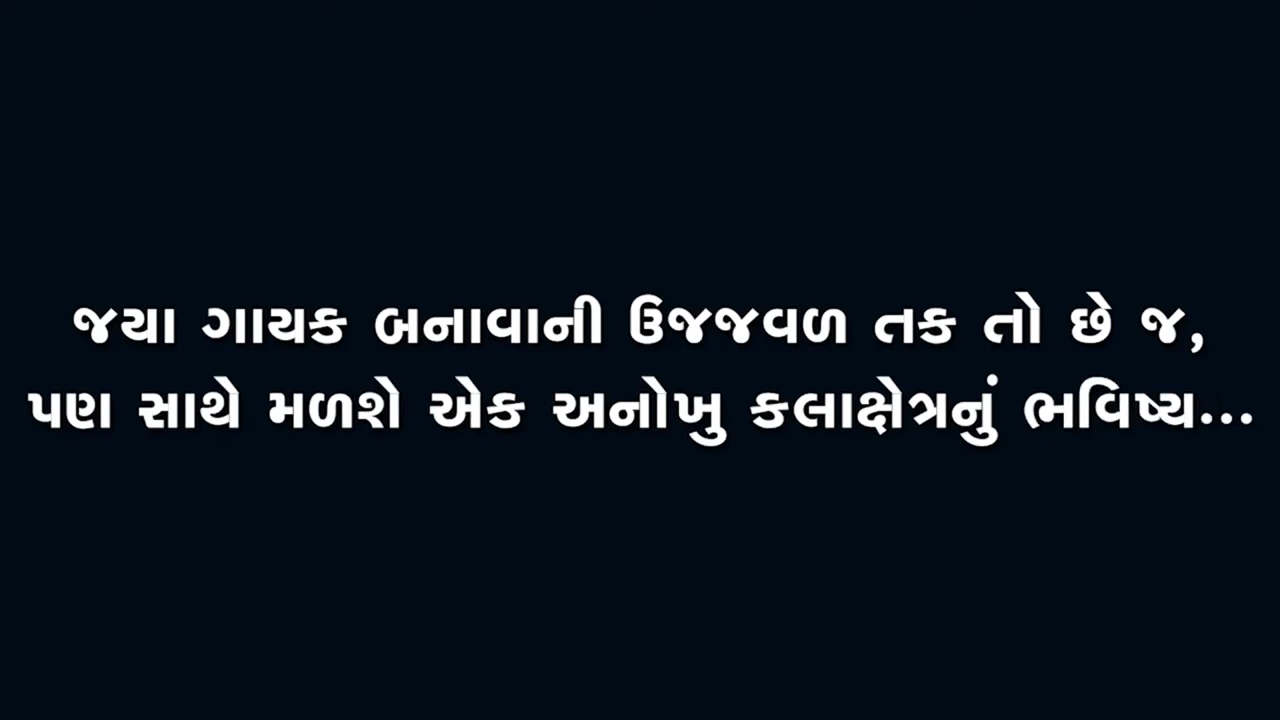 જયા ગાયક બનાવાની ઉજજવળ તક તો છે જ,
પણ સાથે મળશે એક અનોખુ કલાક્ષેત્રનું ભવિષ્ય...